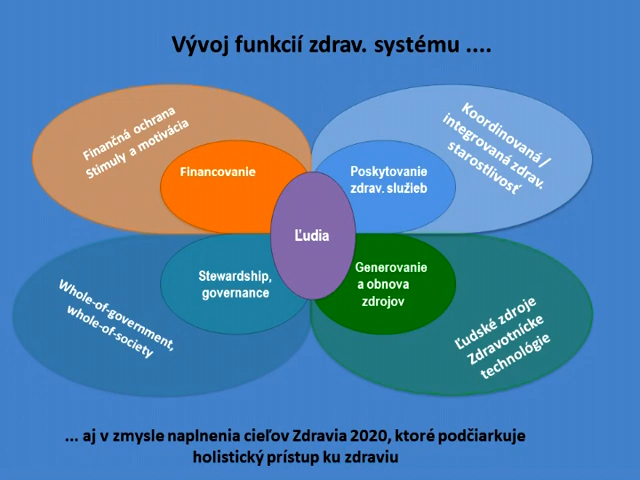 Vývoj funkcií zdrav. systému ....
Finančná ochrana
Stimuly a motivácia
Financovanie
Koordinovaná /
integrovaná zdrav.
starostlivosť
Poskytovanie
zdrav. služieb
Ľudia
Stewardship,
governance
Whole-of-government,
whole-of-society
Generovanie
a obnova
zdrojov
Ľudské zdroje
Zdravotnícke
technológie
... aj v zmysle naplnenia cieľov Zdravia 2020, ktoré podčiarkuje
holistický prístup ku zdraviu